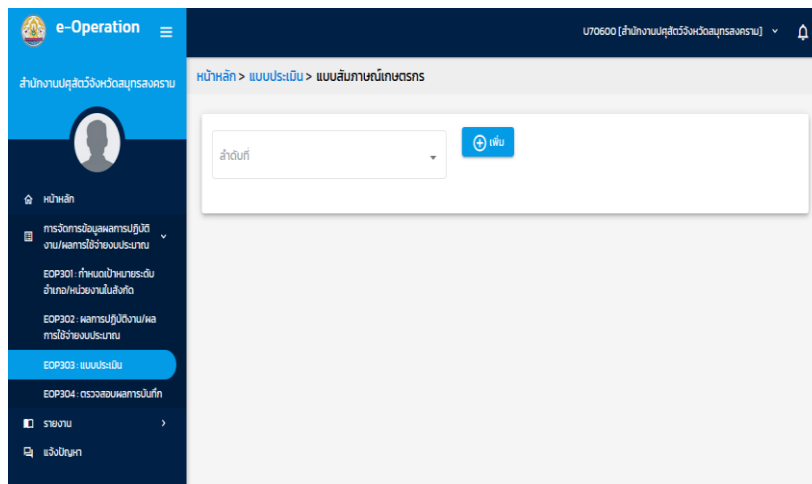 e-Operation
U70600 [สำนักงานปศุสัตว์จังหวัดสมุทรสงคราม]
สำนักงานปศุสัตว์จังหวัดสมุทรสงคราม
หน้าหลัก > แบบประเมิน > แบบสัมภาษณ์เกษตรกร
ลำดับที่
เพิ่ม
หน้าหลัก
การจัดการข้อมูลผลการปฏิบัติ
งาน/ผลการใช้จ่ายงบประมาณ
EOP301 : กำหนดเป้าหมายระดับ
อำเภอ/หน่วยงานในสังกัด
EOP302 : ผลการปฏิบัติงาน/ผล
การใช้จ่ายงบประมาณ
EOP303 : แบบประเมิน
EOP304 : ตรวจสอบผลการบันทึก
รายงาน
แจ้งปัญหา